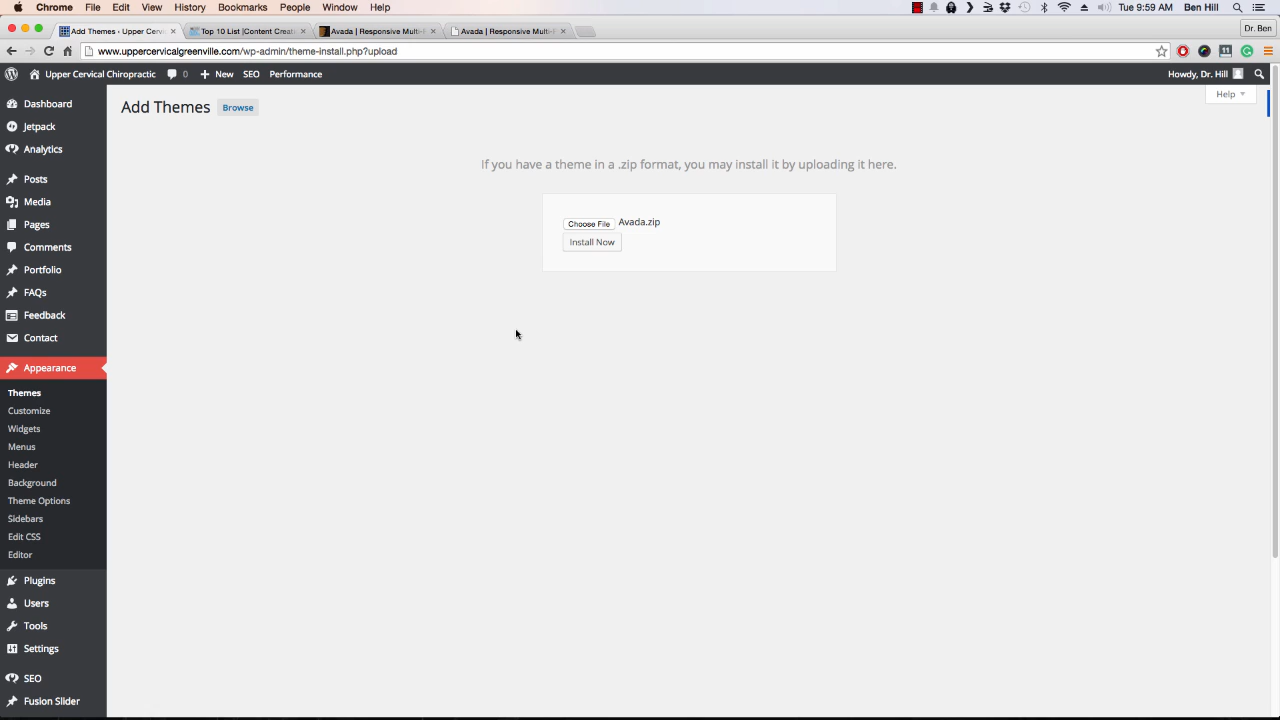 Chrome File Edit View History Bookmarks People Window Help Tue 9:59 AM Ben Hill
Add Themes ‹ Upper Cervi Top 10 List |Content Creati Avada | Responsive Multi-P Avada | Responsive Multi-P Dr. Ben
www.uppercervicalgreenville.com/wp-admin/theme-install.php?upload 11
Upper Cervical Chiropractic 0 New SEO Performance Howdy, Dr. Hill
Help
Add Themes Browse
If you have a theme in a .zip format, you may install it by uploading it here.
Choose File Avada.zip
Install Now
Dashboard
Jetpack
Analytics
Posts
Media
Pages
Comments
Portfolio
FAQs
Feedback
Contact
Appearance
Themes
Customize
Widgets
Menus
Header
Background
Theme Options
Sidebars
Edit CSS
Editor
Plugins
Users
Tools
Settings
SEO
Fusion Slider